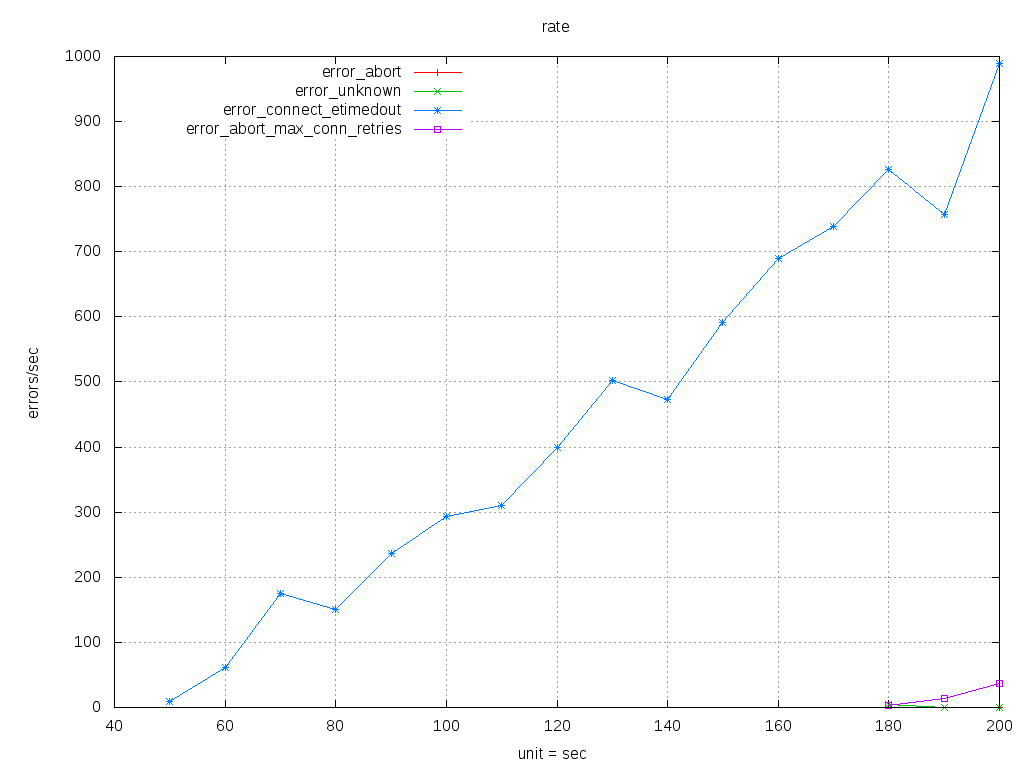 rate
1000
900
800
700
600
500
400
300
200
100
0
errors/sec
error_abort
error_unknown
error_connect_etimedout
error_abort_max_conn_retries
40 60 80 100 120 140 160 180 200
unit = sec